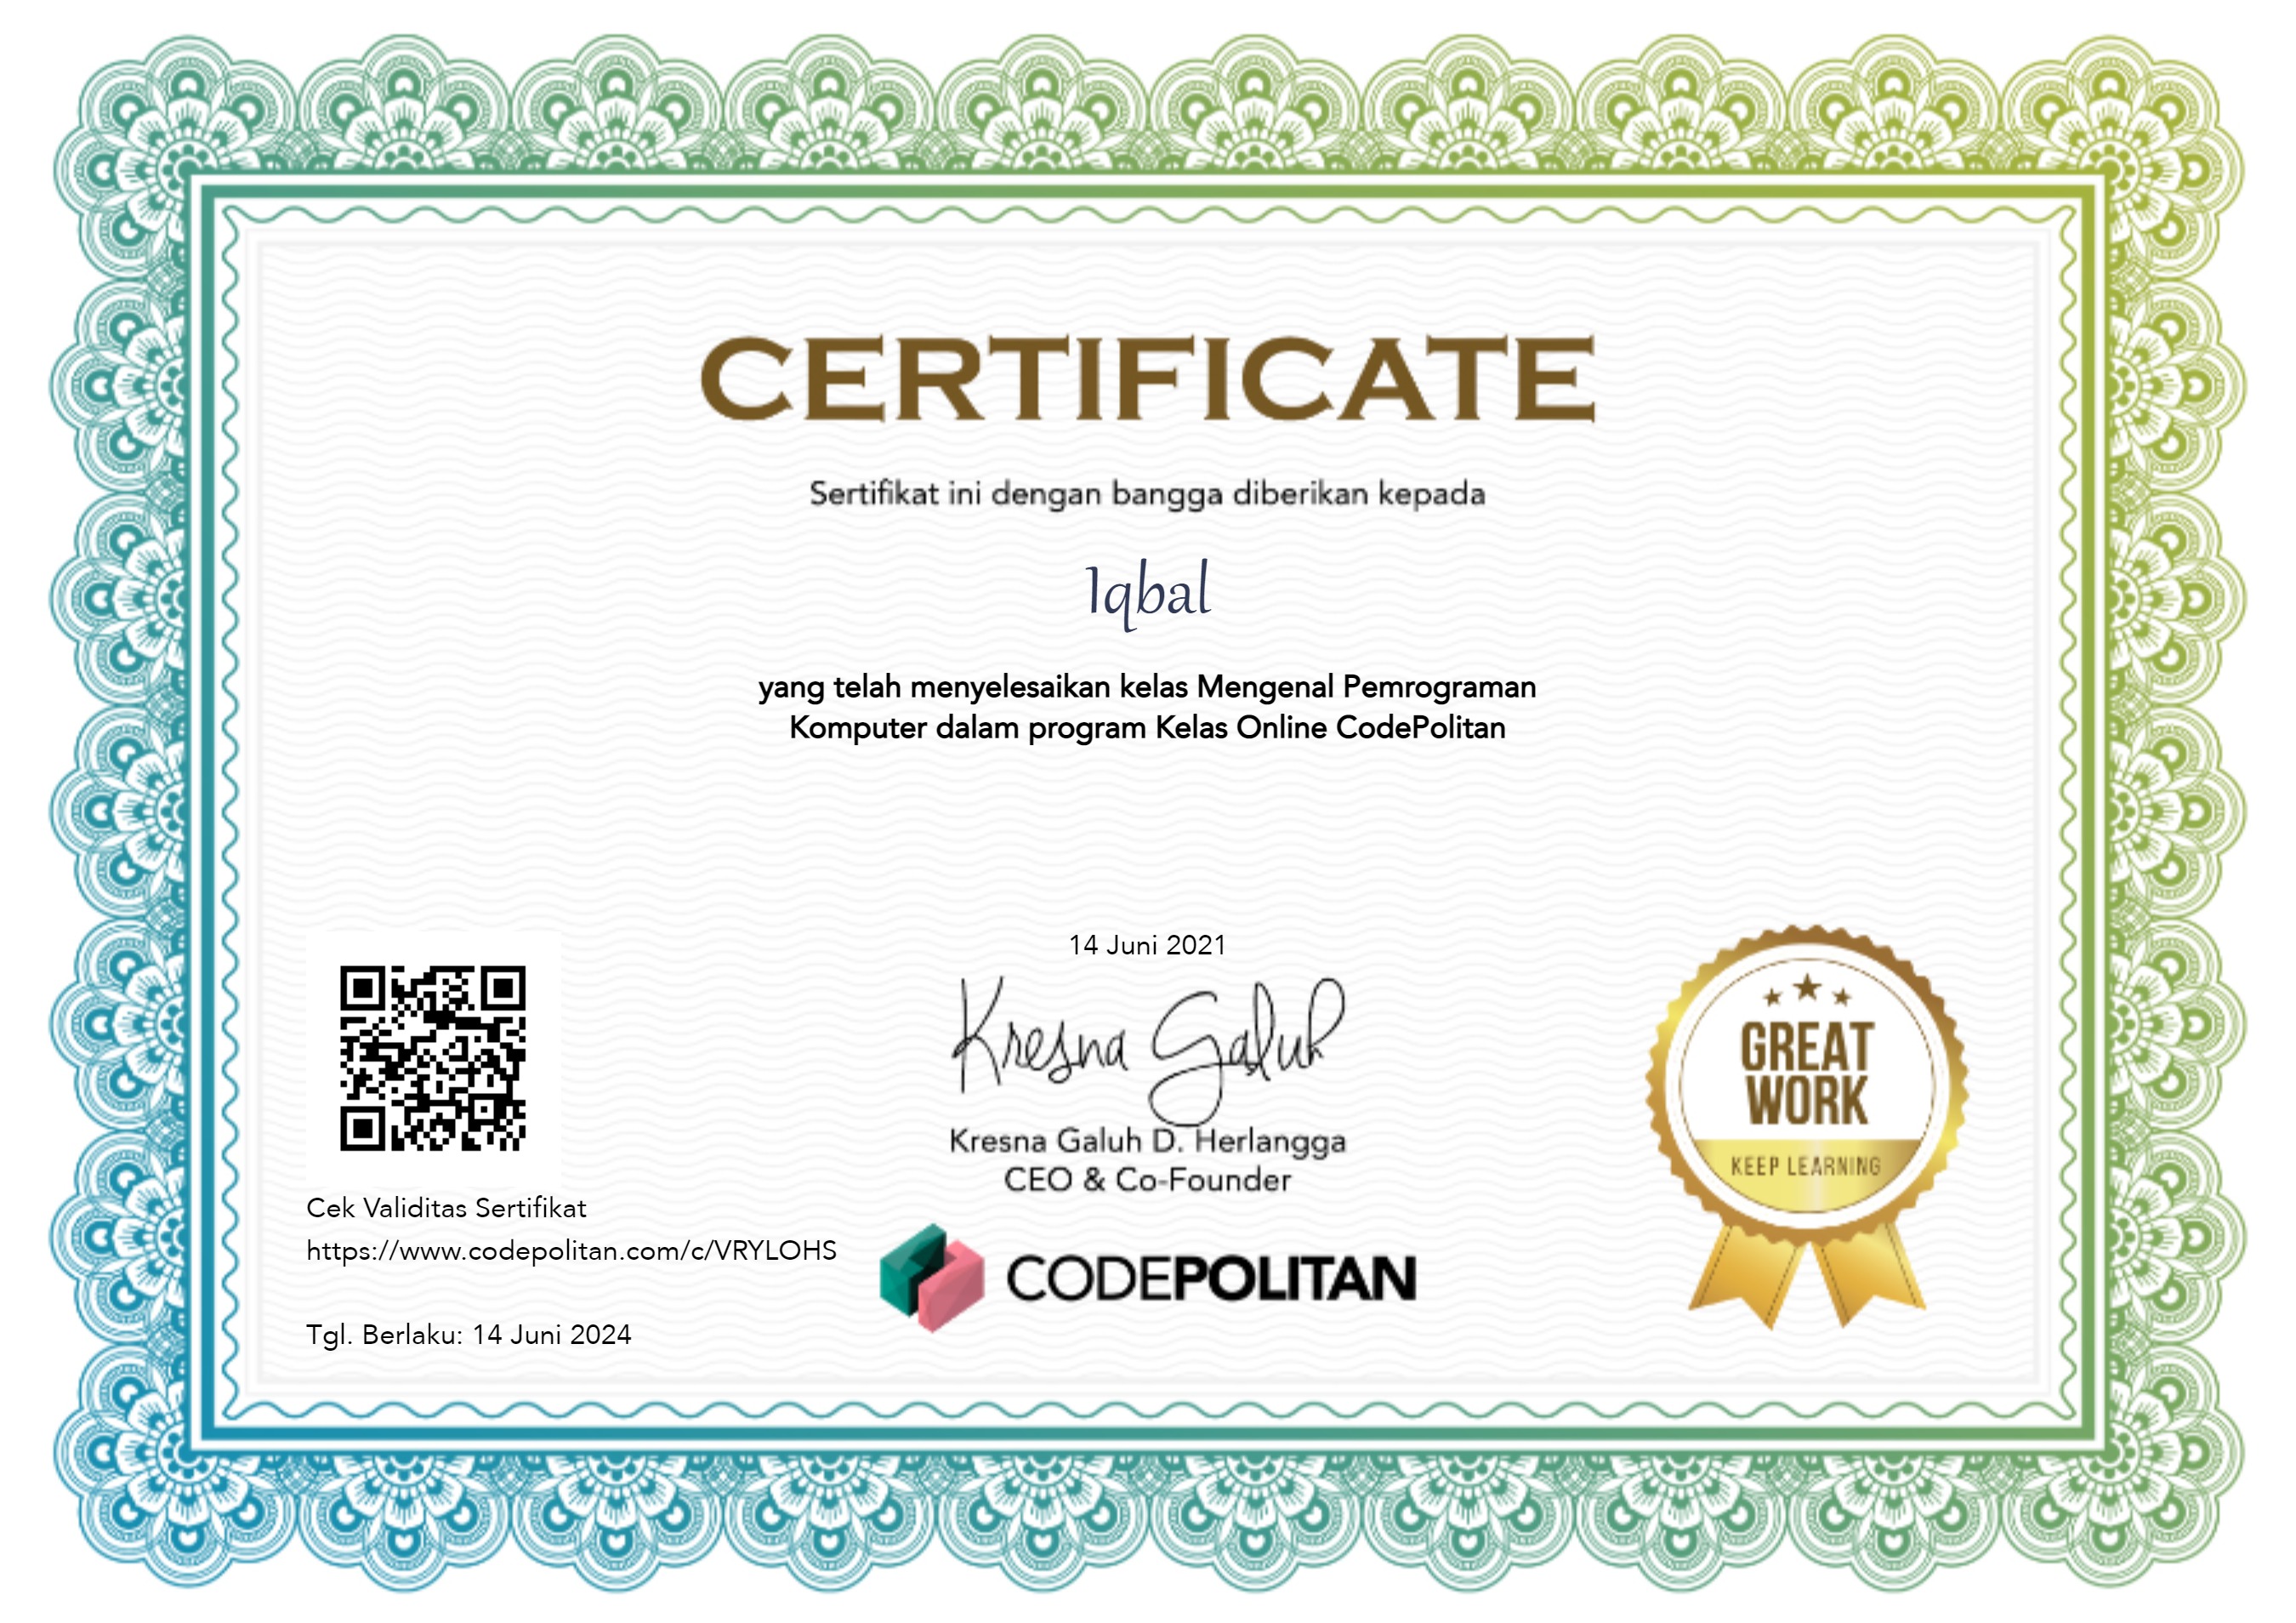 CERTIFICATE
Sertifikat ini dengan bangga diberikan kepada
Iqbal
yang telah menyelesaikan kelas Mengenal Pemrograman
Komputer dalam program Kelas Online CodePolitan
14 Juni 2021
Kresna Galuh
Kresna Galuh D. Herlangga
CEO & Co-Founder
CODEPOLITAN
GREAT
WORK
KEEP LEARNING
Cek Validitas Sertifikat
https://www.codepolitan.com/c/VRYLOHS
Tgl. Berlaku: 14 Juni 2024